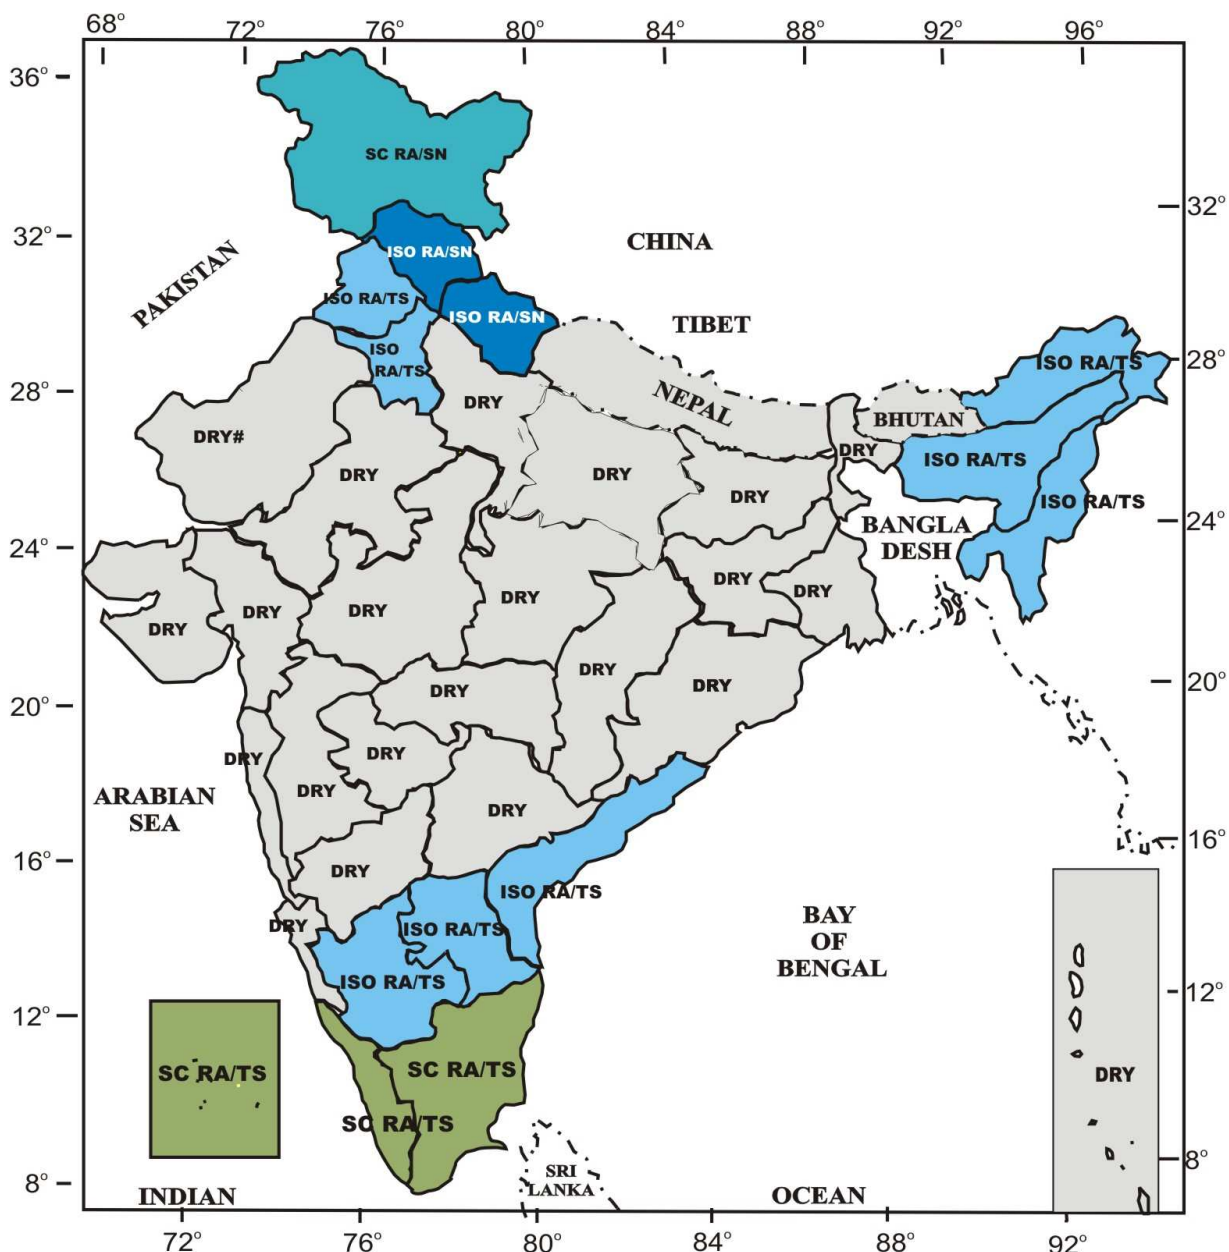 68° 72° 76° 80° 84° 88° 92° 96°
36°
SC RA/SN
32°
32°
CHINA
ISO RA/SN
PAKISTAN
ISO RA/TS
ISO RA/SN
TIBET
ISO
RA/TS
28°
28°
ISO RA/TS
NEPAL
DRY
BHUTAN
DRY#
DRY
ISO RA/TS
DRY
DRY
DRY
ISO RA/TS
BANGLA
DESH
24°
24°
DRY
DRY
DRY
DRY
DRY
DRY
DRY
DRY
DRY
DRY
20°
20°
DRY
DRY
ARABIAN
SEA
DRY
DRY
16°
16°
DRY
ISO RA/TS
DRY
ISO RA/TS
BAY
OF
BENGAL
ISO RA/TS
12°
12°
SC RA/TS
SC RA/TS
DRY
SC RA/TS
8°
8°
SRI
LANKA
INDIAN
OCEAN
72° 76° 80° 84° 88° 92°